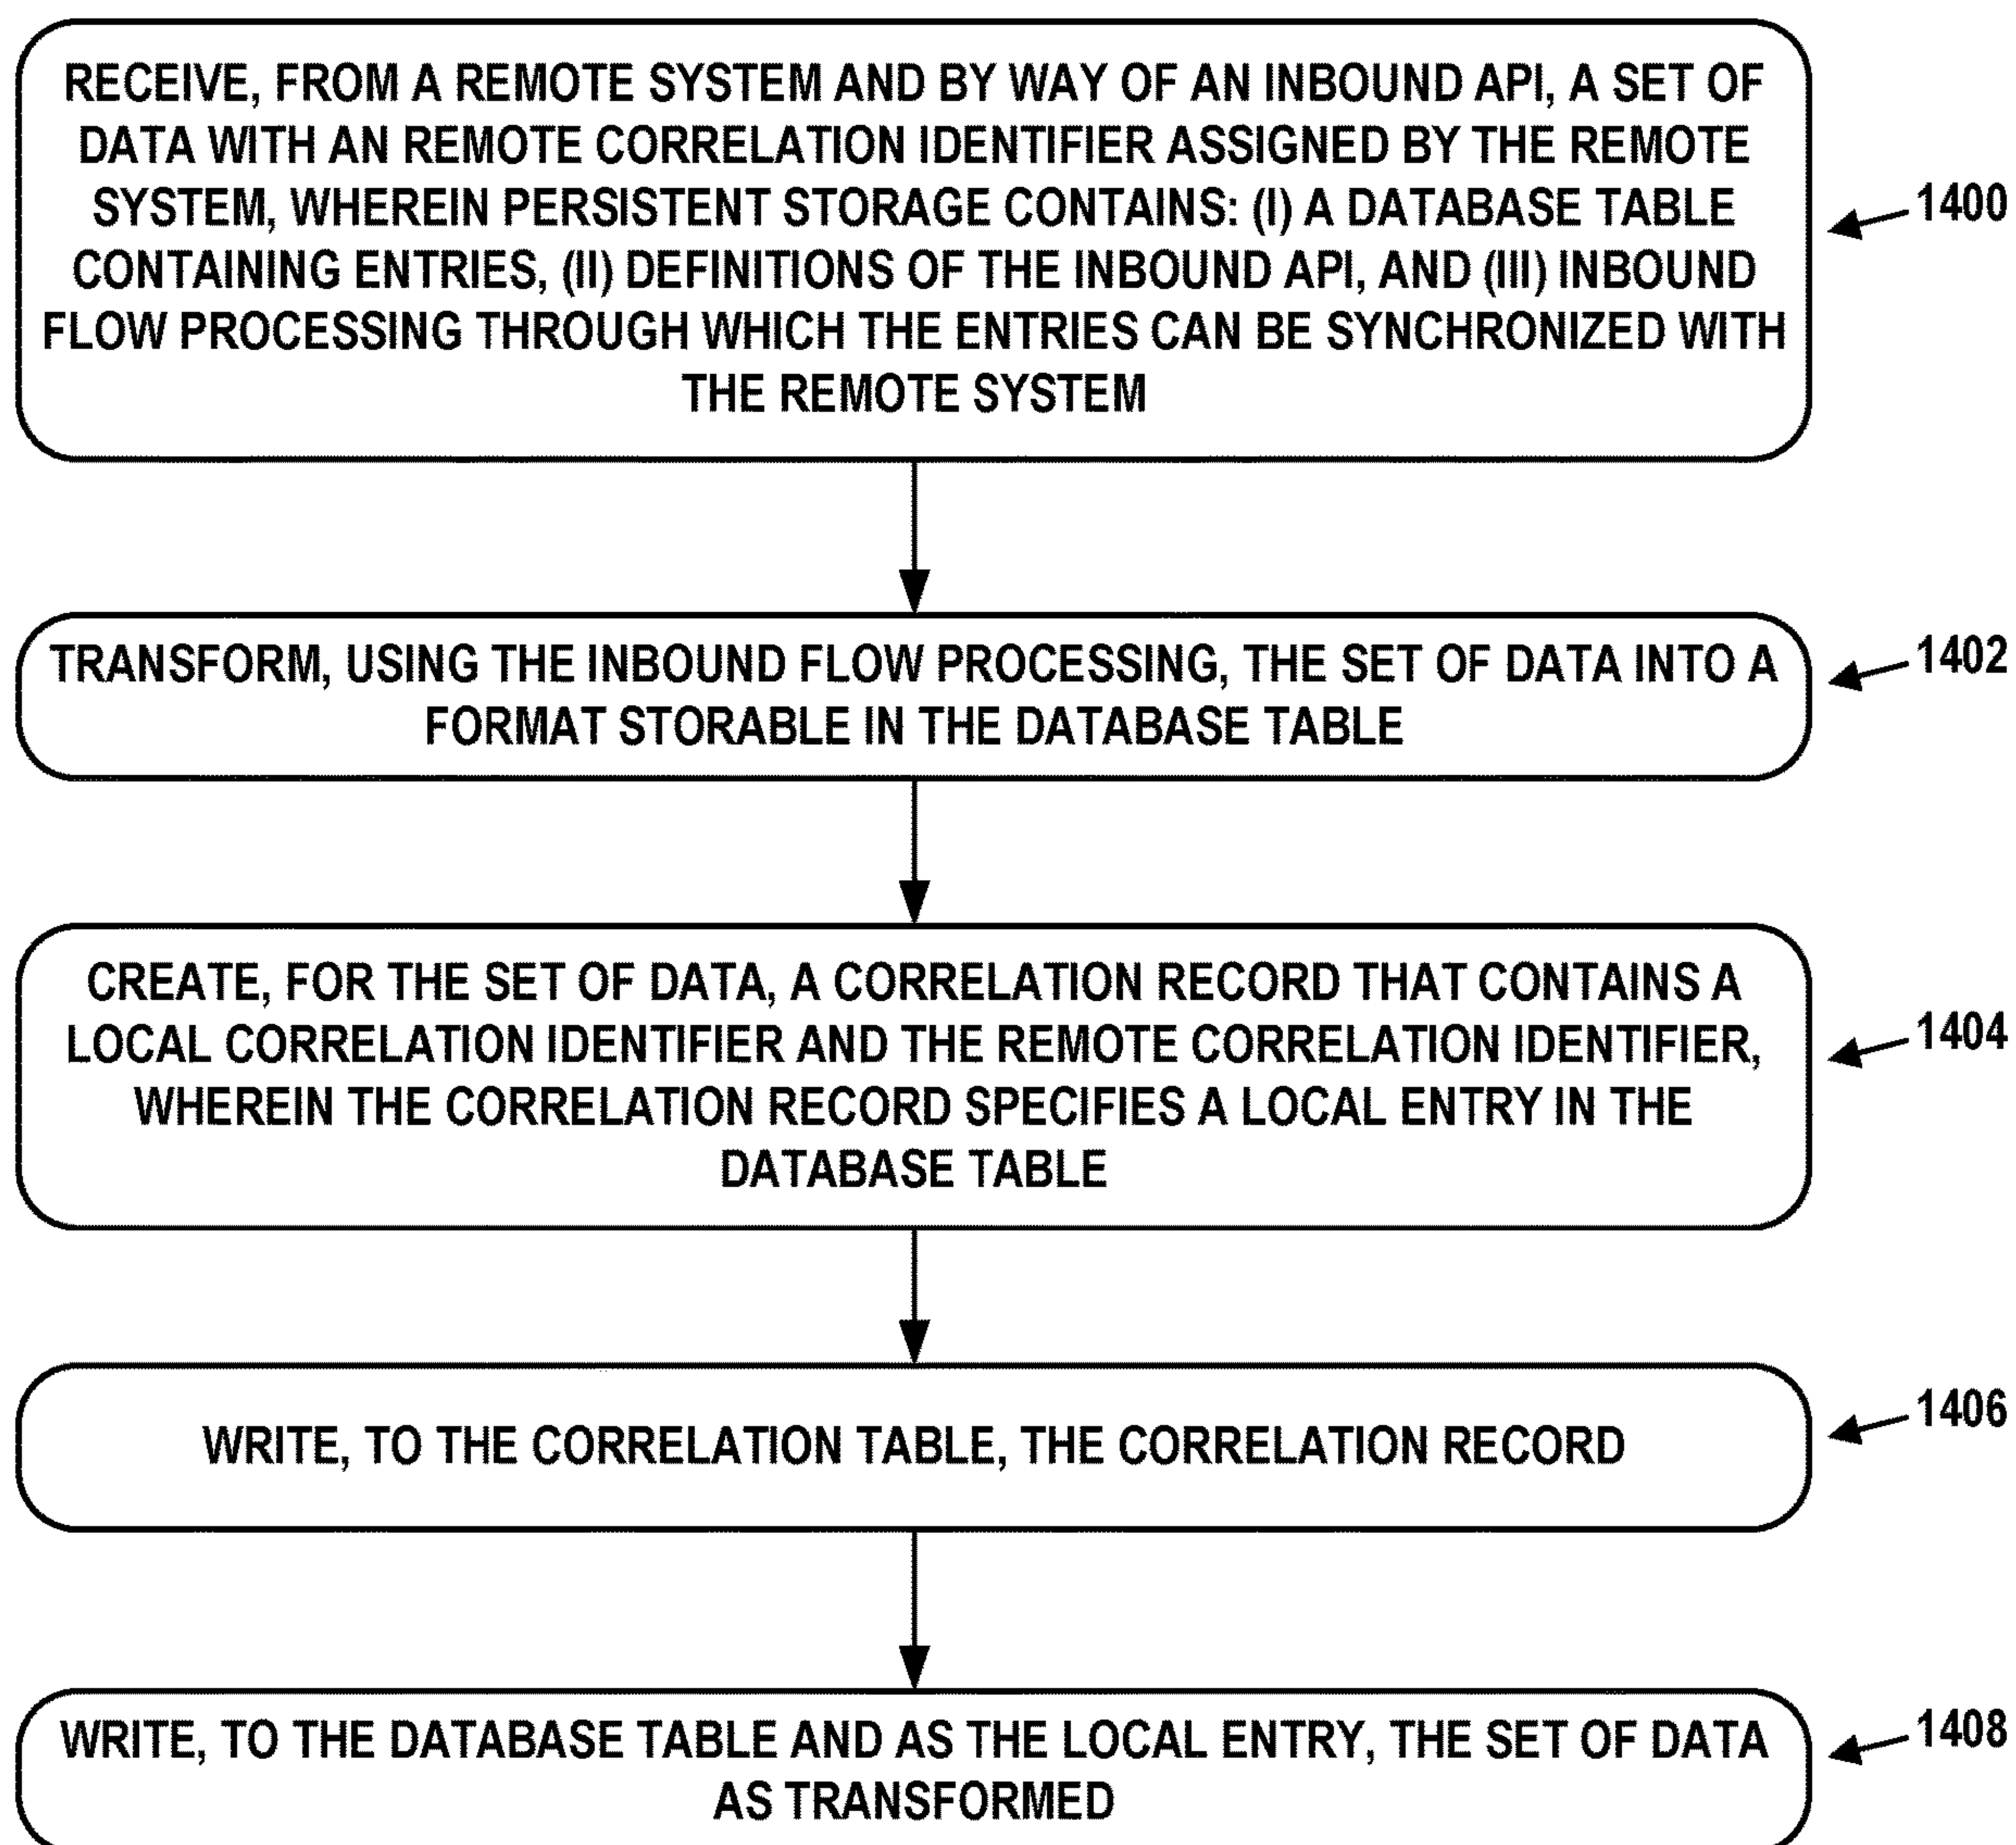 RECEIVE, FROM A REMOTE SYSTEM AND BY WAY OF AN INBOUND API, A SET OF
DATA WITH AN REMOTE CORRELATION IDENTIFIER ASSIGNED BY THE REMOTE
SYSTEM, WHEREIN PERSISTENT STORAGE CONTAINS: (I) A DATABASE TABLE
CONTAINING ENTRIES, (II) DEFINITIONS OF THE INBOUND API, AND (III) INBOUND
FLOW PROCESSING THROUGH WHICH THE ENTRIES CAN BE SYNCHRONIZED WITH
THE REMOTE SYSTEM
1400
TRANSFORM, USING THE INBOUND FLOW PROCESSING, THE SET OF DATA INTO A
FORMAT STORABLE IN THE DATABASE TABLE
1402
CREATE, FOR THE SET OF DATA, A CORRELATION RECORD THAT CONTAINS A
LOCAL CORRELATION IDENTIFIER AND THE REMOTE CORRELATION IDENTIFIER,
WHEREIN THE CORRELATION RECORD SPECIFIES A LOCAL ENTRY IN THE
DATABASE TABLE
1404
WRITE, TO THE CORRELATION TABLE, THE CORRELATION RECORD
1406
WRITE, TO THE DATABASE TABLE AND AS THE LOCAL ENTRY, THE SET OF DATA
AS TRANSFORMED
1408